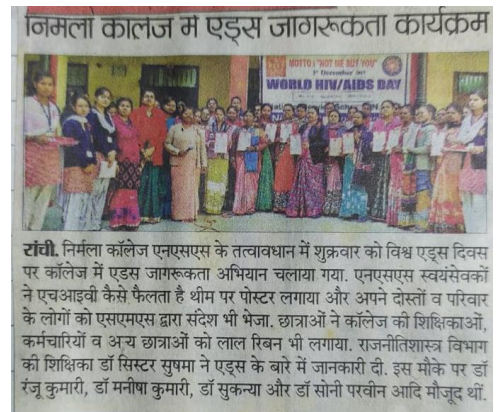 निर्मला कॉलेज में एड्स जागरूकता कार्यक्रम
MOTTO : "NOT ME BUT YOU"
1st December
WORLD HIV/AIDS DAY
रांची. निर्मला कॉलेज एनएसएस के तत्वावधान में शुक्रवार को विश्व एड्स दिवस
पर कॉलेज में एडस जागरूकता अभियान चलाया गया. एनएसएस स्वयंसेवकों
ने एचआइवी कैसे फैलता है थीम पर पोस्टर लगाया और अपने दोस्तों व परिवार
के लोगों को एसएमएस द्वारा संदेश भी भेजा. छात्राओं ने कॉलेज की शिक्षिकाओं,
कर्मचारियों व अन्य छात्राओं को लाल रिबन भी लगाया. राजनीतिशास्त्र विभाग
की शिक्षिका डॉ सिस्टर सुषमा ने एड्स के बारे में जानकारी दी. इस मौके पर डॉ
रंजू कुमारी, डॉ मनीषा कुमारी, डॉ सुकन्या और डॉ सोनी परवीन आदि मौजूद थीं.